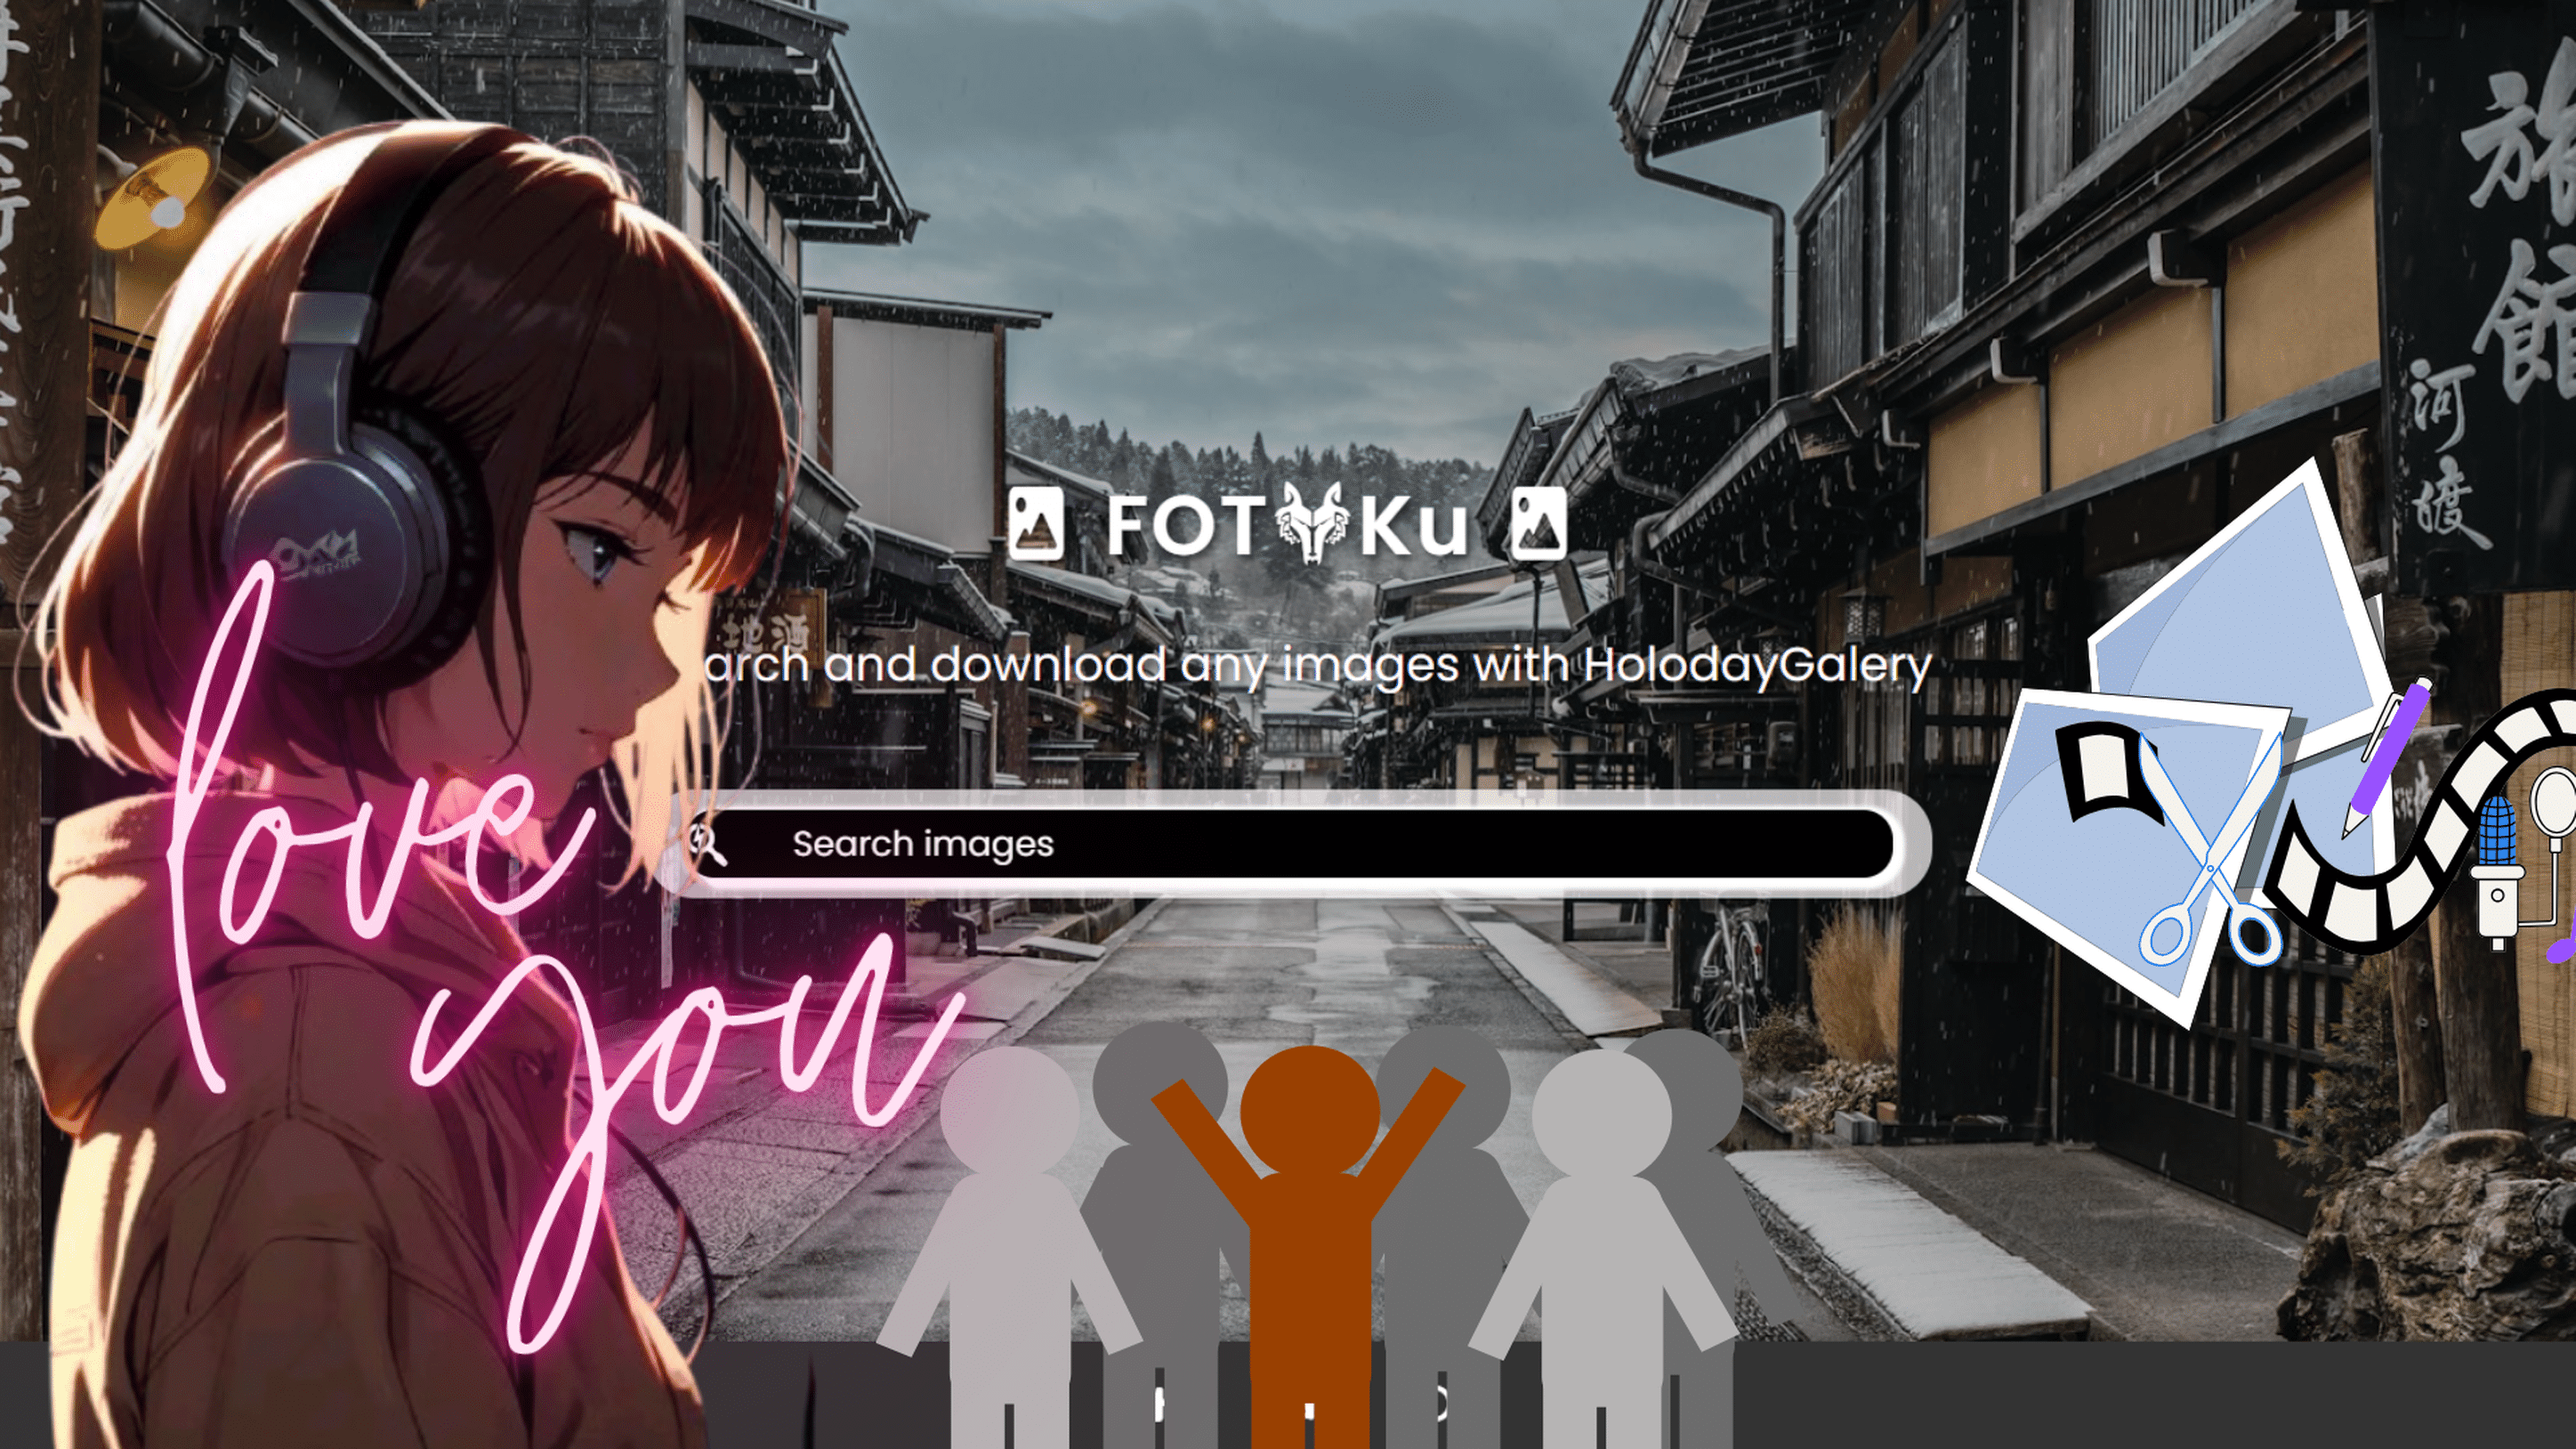 旅館
河渡
FOT Ku
地酒
arch and download any images with HolodayGalery
Search images
love
you